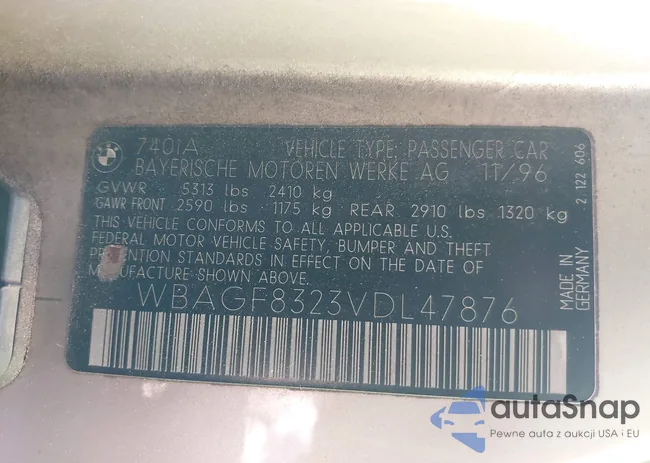 BMW
740iA VEHICLE TYPE: PASSENGER CAR
BAYERISCHE MOTOREN WERKE AG 11/96
GVWR 5313 lbs 2410 kg
GAWR FRONT 2590 lbs 1175 kg REAR 2910 lbs 1320 kg
THIS VEHICLE CONFORMS TO ALL APPLICABLE U.S.
FEDERAL MOTOR VEHICLE SAFETY, BUMPER AND THEFT
PREVENTION STANDARDS IN EFFECT ON THE DATE OF
MANUFACTURE SHOWN ABOVE.
WBAGF8323VDL47876
MADE IN
GERMANY
2 122 606
autoSnap
Pewne auta z aukcji USA i EU